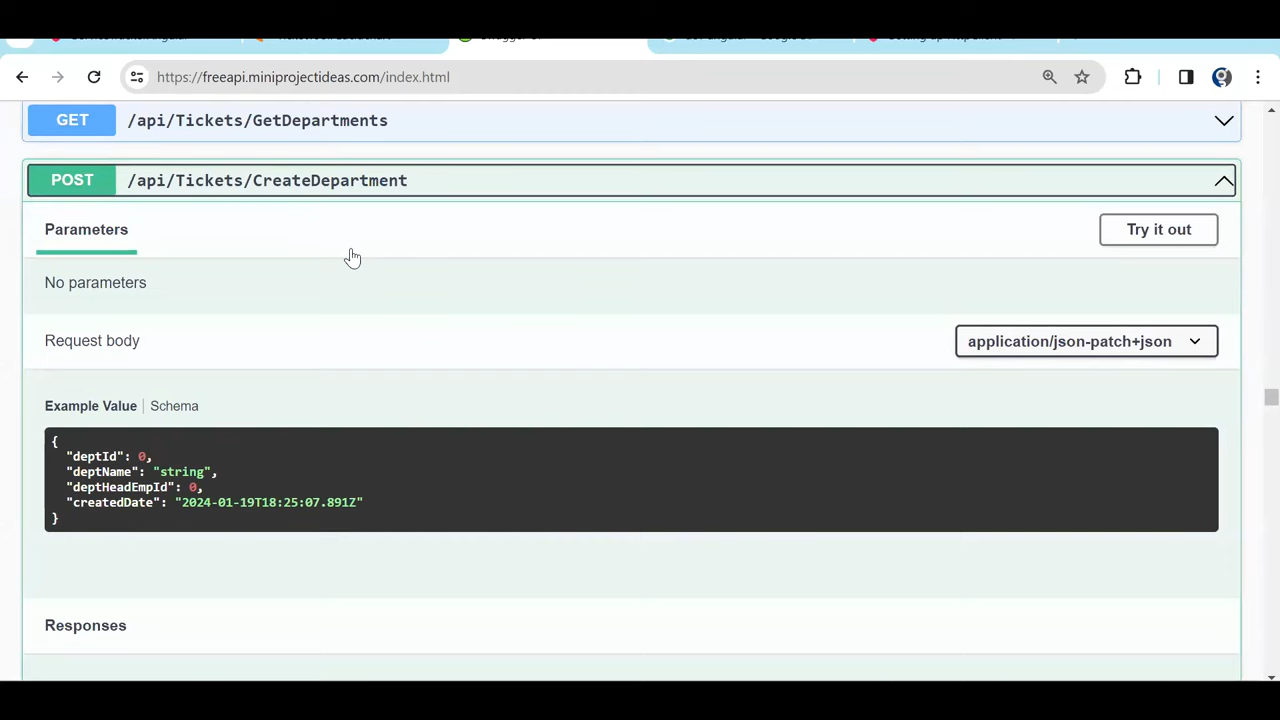 https://freeapi.miniprojectideas.com/index.html
GET /api/Tickets/GetDepartments
POST /api/Tickets/CreateDepartment
Parameters
Try it out
No parameters
Request body
application/json-patch+json
Example Value | Schema
{
"deptId": 0,
"deptName": "string",
"deptHeadEmpId": 0,
"createdDate": "2024-01-19T18:25:07.891Z"
}
Responses